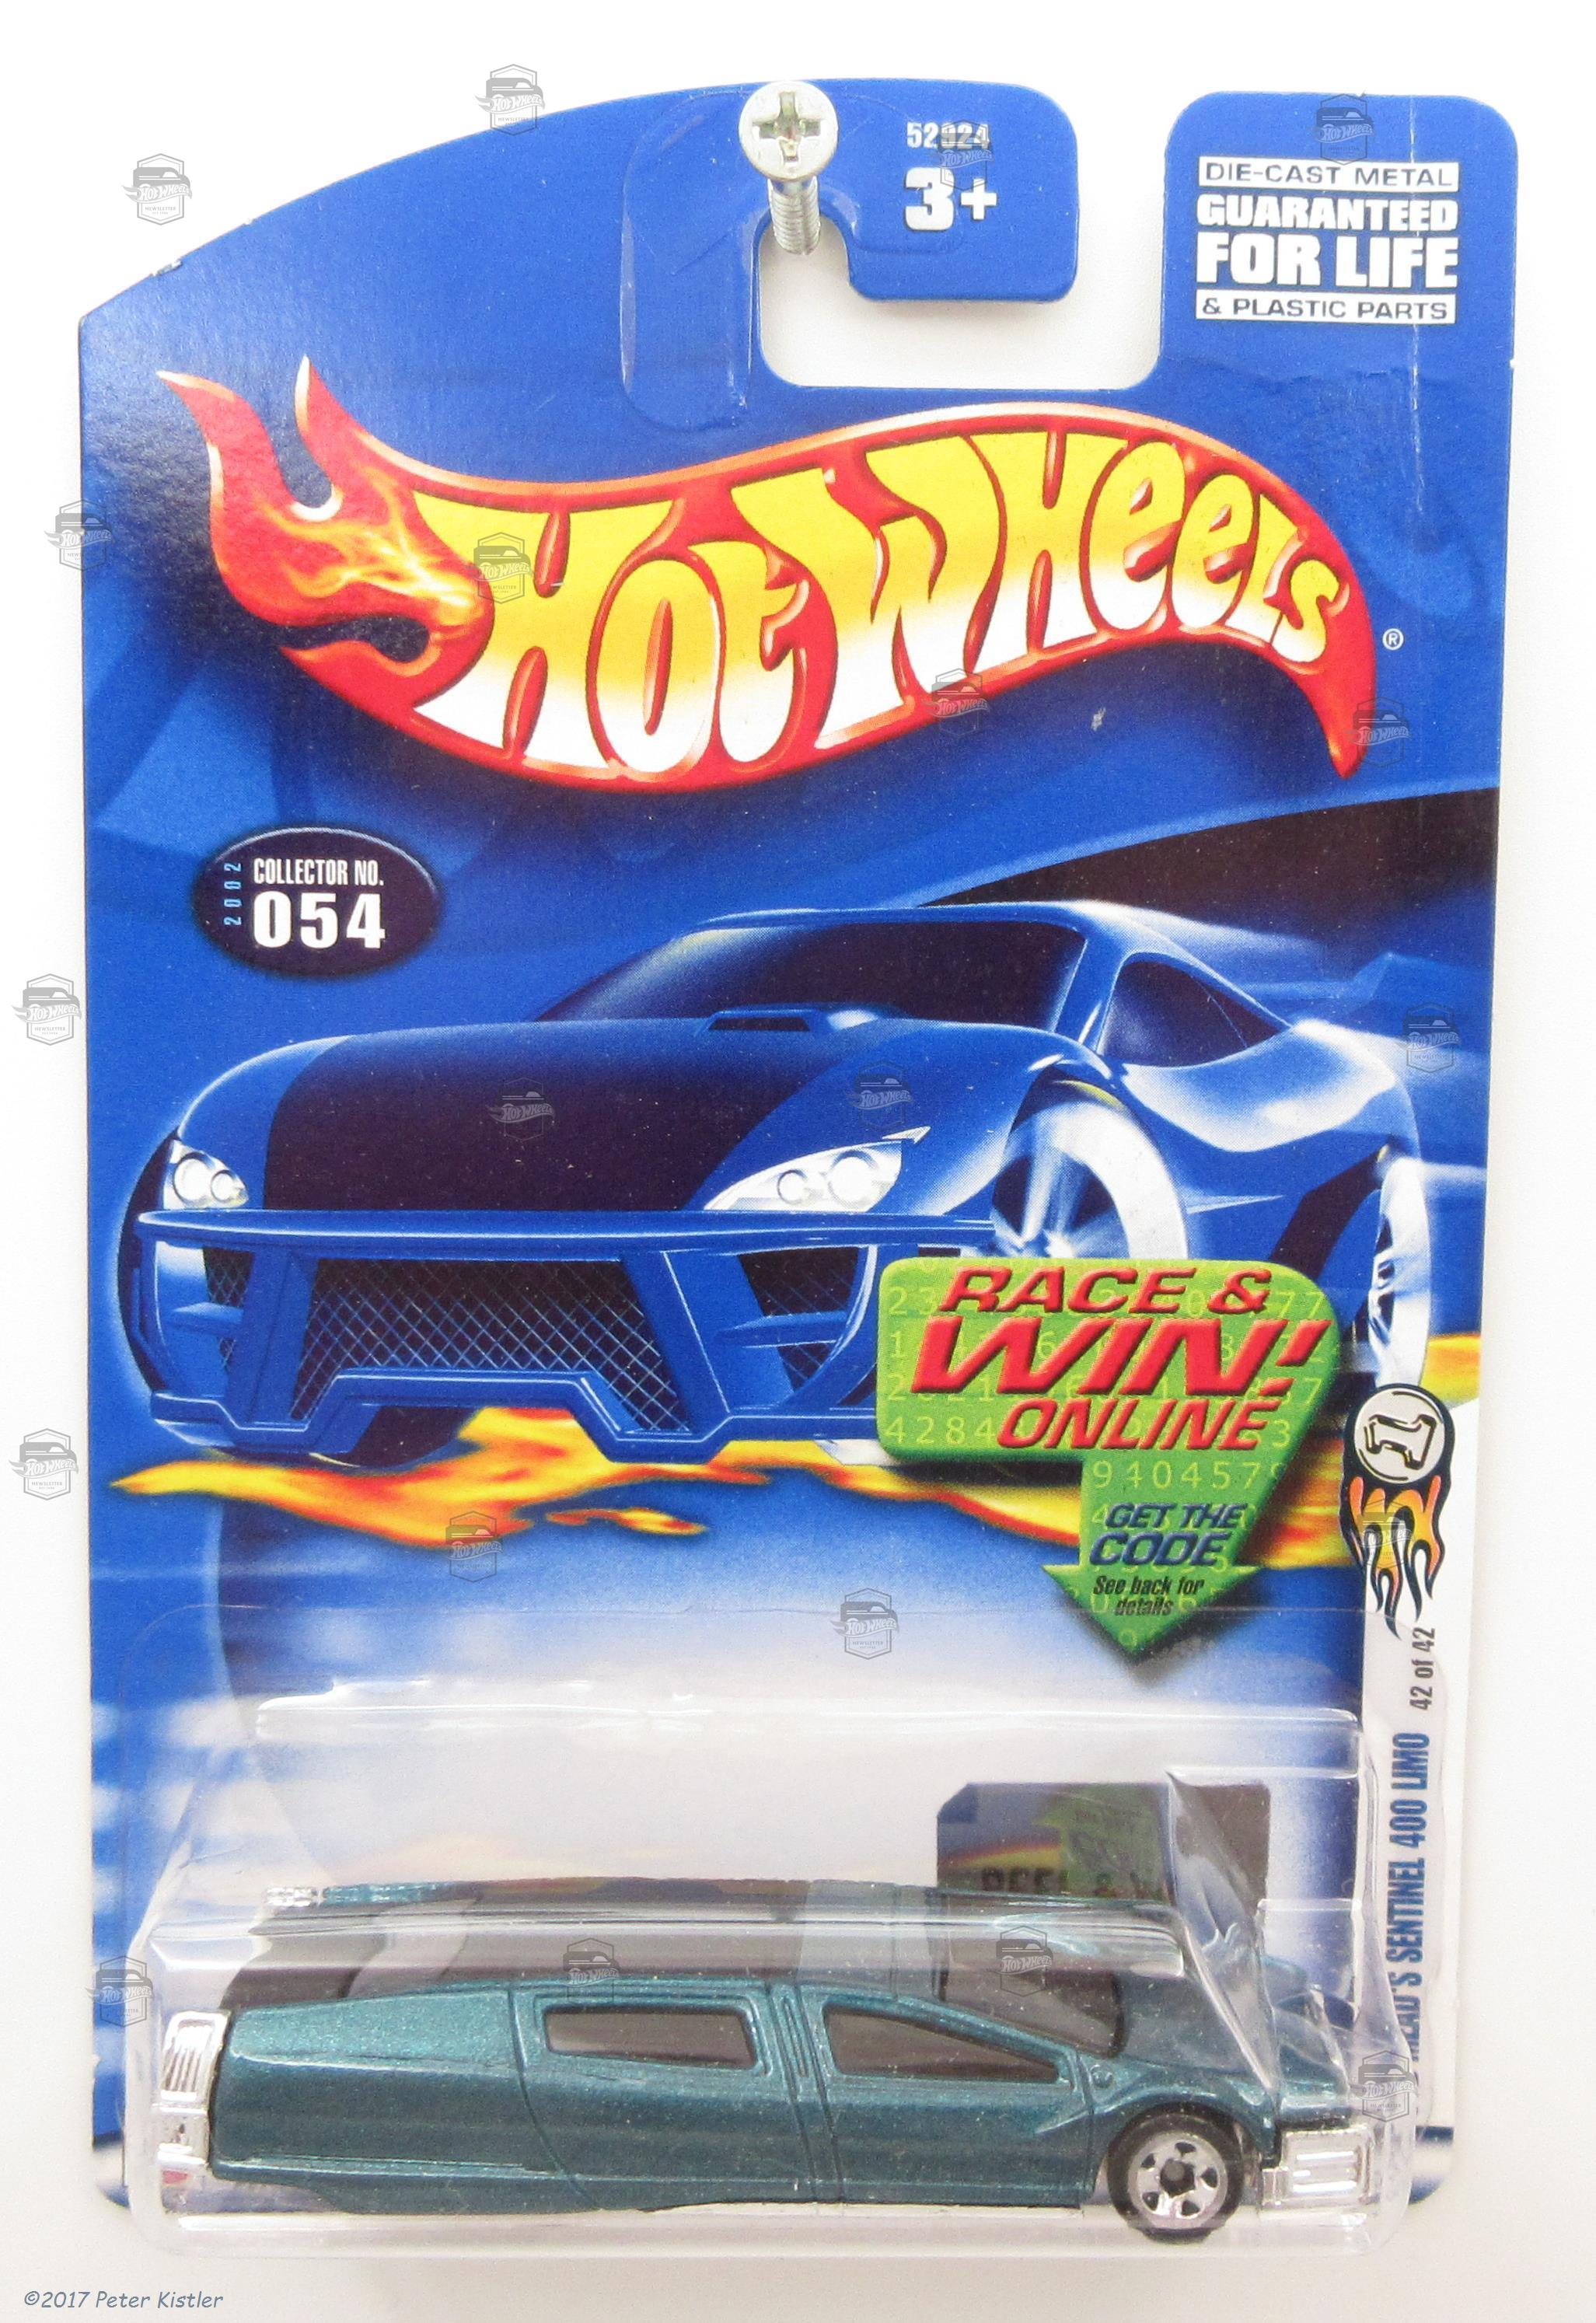 52924
3+
DIE-CAST METAL
GUARANTEED
FOR LIFE
& PLASTIC PARTS
HOT WHEELS
®
2002
COLLECTOR NO.
054
RACE &
WIN!
ONLINE
GET THE
CODE
See back for
details
SENTINEL 400 LIMO 42 of 42
©2017 Peter Kistler